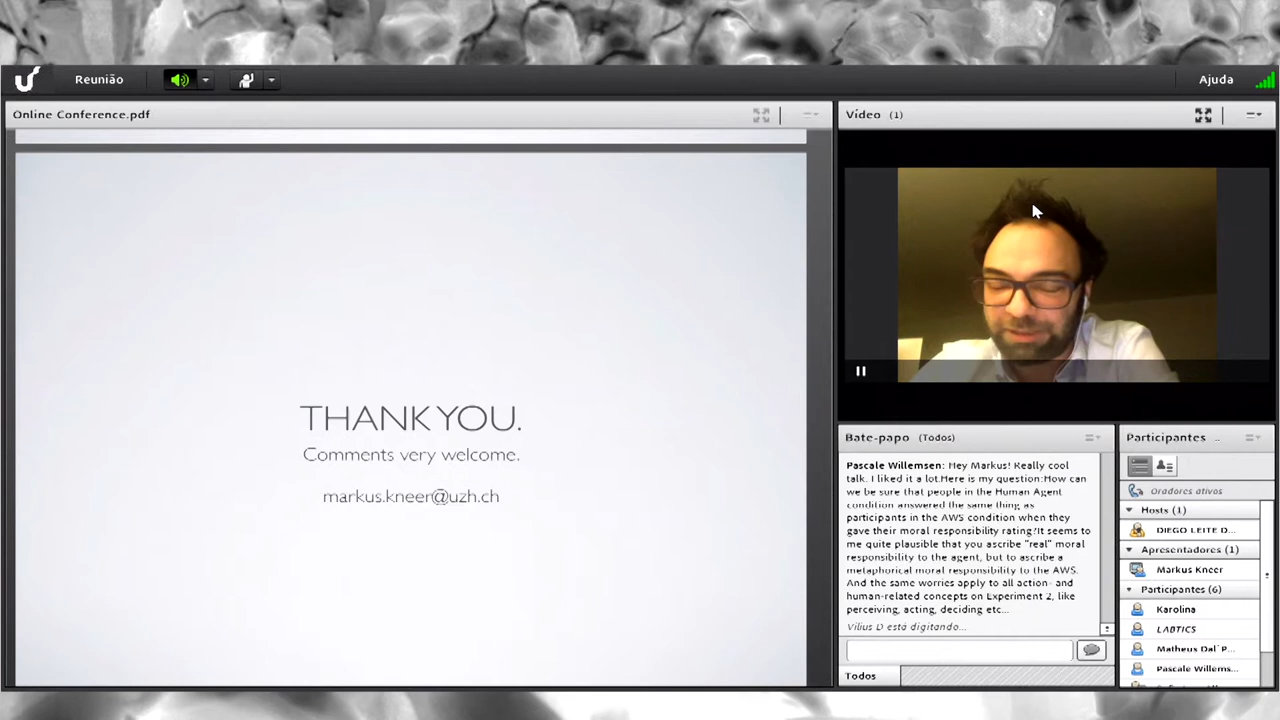 Reunião
Ajuda
Online Conference.pdf
Vídeo (1)
THANK YOU.
Comments very welcome.
markus.kneer@uzh.ch
Bate-papo (Todos)
Pascale Willemsen: Hey Markus! Really cool
talk. I liked it a lot.Here is my question:How can
we be sure that people in the Human Agent
condition answered the same thing as
participants in the AWS condition when they
gave their moral responsibility rating?It seems to
me quite plausible that you ascribe "real" moral
responsibility to the agent, but to ascribe a
metaphorical moral responsibility to the AWS.
And the same worries apply to all action- and
human-related concepts on Experiment 2, like
perceiving, acting, deciding etc...
Vilius D está digitando...
Todos
Participantes ...
Oradores ativos
Hosts (1)
DIEGO LEITE D...
Apresentadores (1)
Markus Kneer
Participantes (6)
Karolina
LABTICS
Matheus Dal`P...
Pascale Willems...